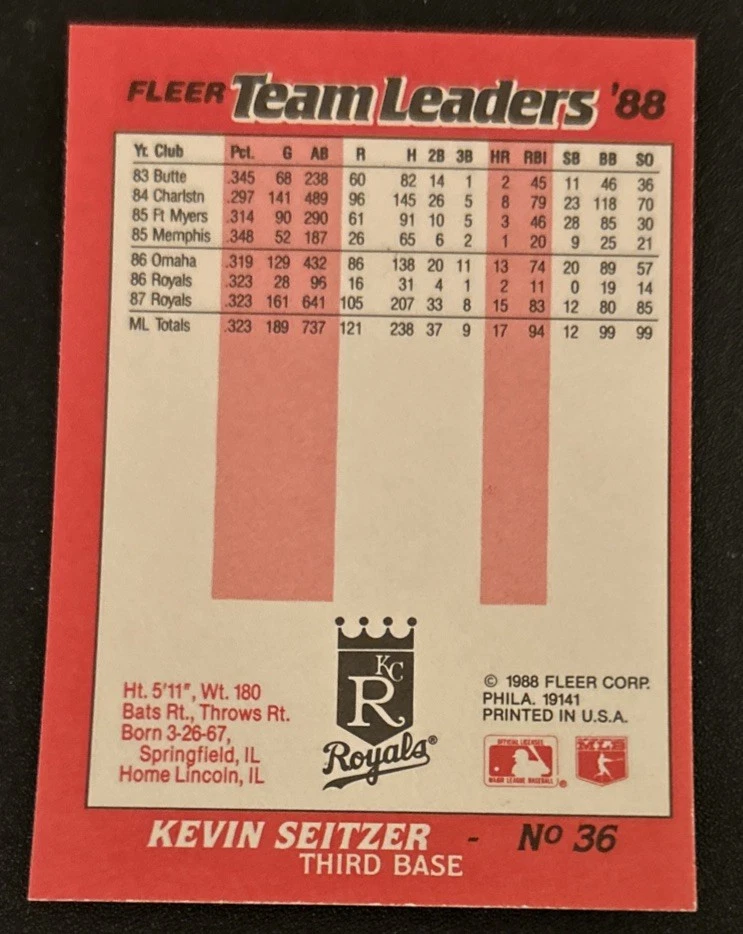 FLEER Team Leaders '88
Yr. Club Pct. G AB R H 2B 3B HR RBI SB BB SO
83 Butte .345 68 238 60 82 14 1 2 45 11 46 36
84 Charlstn .297 141 489 96 145 26 5 8 79 23 118 70
85 Ft Myers .314 90 290 61 91 10 5 3 46 28 85 30
85 Memphis .348 52 187 26 65 6 2 1 20 9 25 21
86 Omaha .319 129 432 86 138 20 11 13 74 20 89 57
86 Royals .323 28 96 16 31 4 1 2 11 0 19 14
87 Royals .323 161 641 105 207 33 8 15 83 12 80 85
ML Totals .323 189 737 121 238 37 9 17 94 12 99 99
KC
R
Royals®
Ht. 5'11", Wt. 180
Bats Rt., Throws Rt.
Born 3-26-67,
Springfield, IL
Home Lincoln, IL
© 1988 FLEER CORP.
PHILA. 19141
PRINTED IN U.S.A.
OFFICIAL LICENSEE
MAJOR LEAGUE BASEBALL ®
KEVIN SEITZER - Nº 36
THIRD BASE